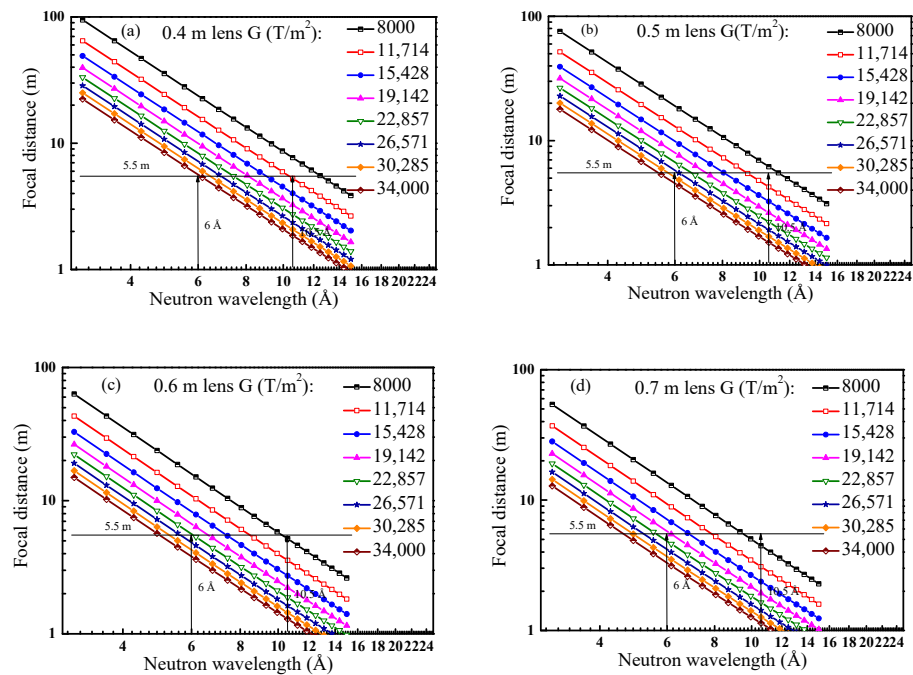 (a) 0.4 m lens G (T/m²):
8000
11,714
15,428
19,142
22,857
26,571
30,285
34,000
100
10
1
Focal distance (m)
5.5 m
6 Å
4 6 8 10 12 14 16 18 20 22 24
Neutron wavelength (Å)
(b) 0.5 m lens G(T/m²):
8000
11,714
15,428
19,142
22,857
26,571
30,285
34,000
100
10
1
Focal distance (m)
5.5 m
6 Å
4 6 8 10 12 14 16 18 20 22 24
Neutron wavelength (Å)
(c) 0.6 m lens G (T/m²):
8000
11,714
15,428
19,142
22,857
26,571
30,285
34,000
100
10
1
Focal distance (m)
5.5 m
6 Å
10.5 Å
4 6 8 10 12 14 16 18 20 22 24
Neutron wavelength (Å)
(d) 0.7 m lens G (T/m²):
8000
11,714
15,428
19,142
22,857
26,571
30,285
34,000
100
10
1
Focal distance (m)
5.5 m
6 Å
10.5 Å
4 6 8 10 12 14 16 18 20 22 24
Neutron wavelength (Å)